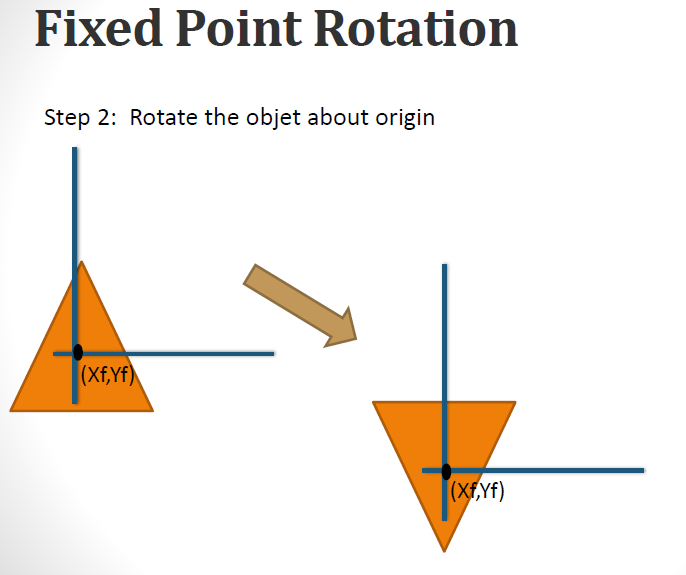 Fixed Point Rotation
Step 2:  Rotate the objet about origin
(Xf,Yf)
(Xf,Yf)